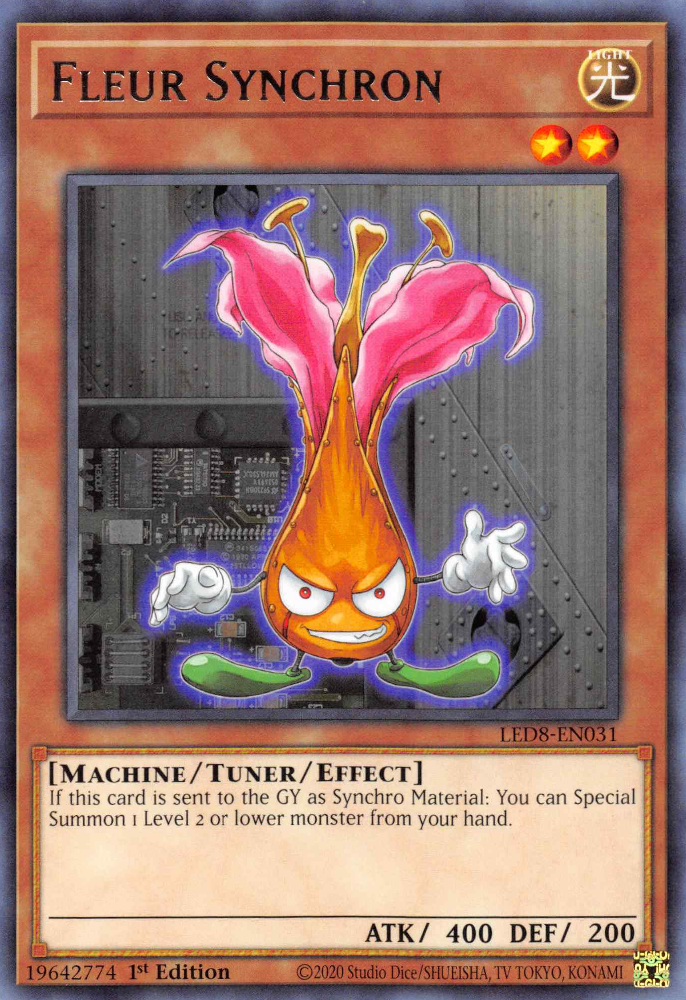 FLEUR SYNCHRON
LIGHT
光
LED8-EN031
[MACHINE/TUNER/EFFECT]
If this card is sent to the GY as Synchro Material: You can Special
Summon 1 Level 2 or lower monster from your hand.
ATK/ 400 DEF/ 200
19642774 1st Edition ©2020 Studio Dice/SHUEISHA, TV TOKYO, KONAMI